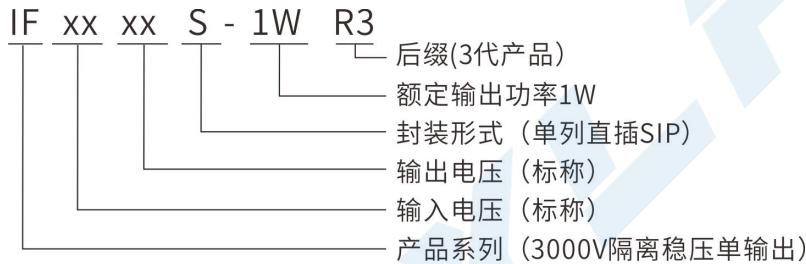 IF xx xx S - 1W R3
后缀(3代产品）
额定输出功率1W
封装形式（单列直插SIP）
输出电压（标称）
输入电压（标称）
产品系列（3000V隔离稳压单输出）